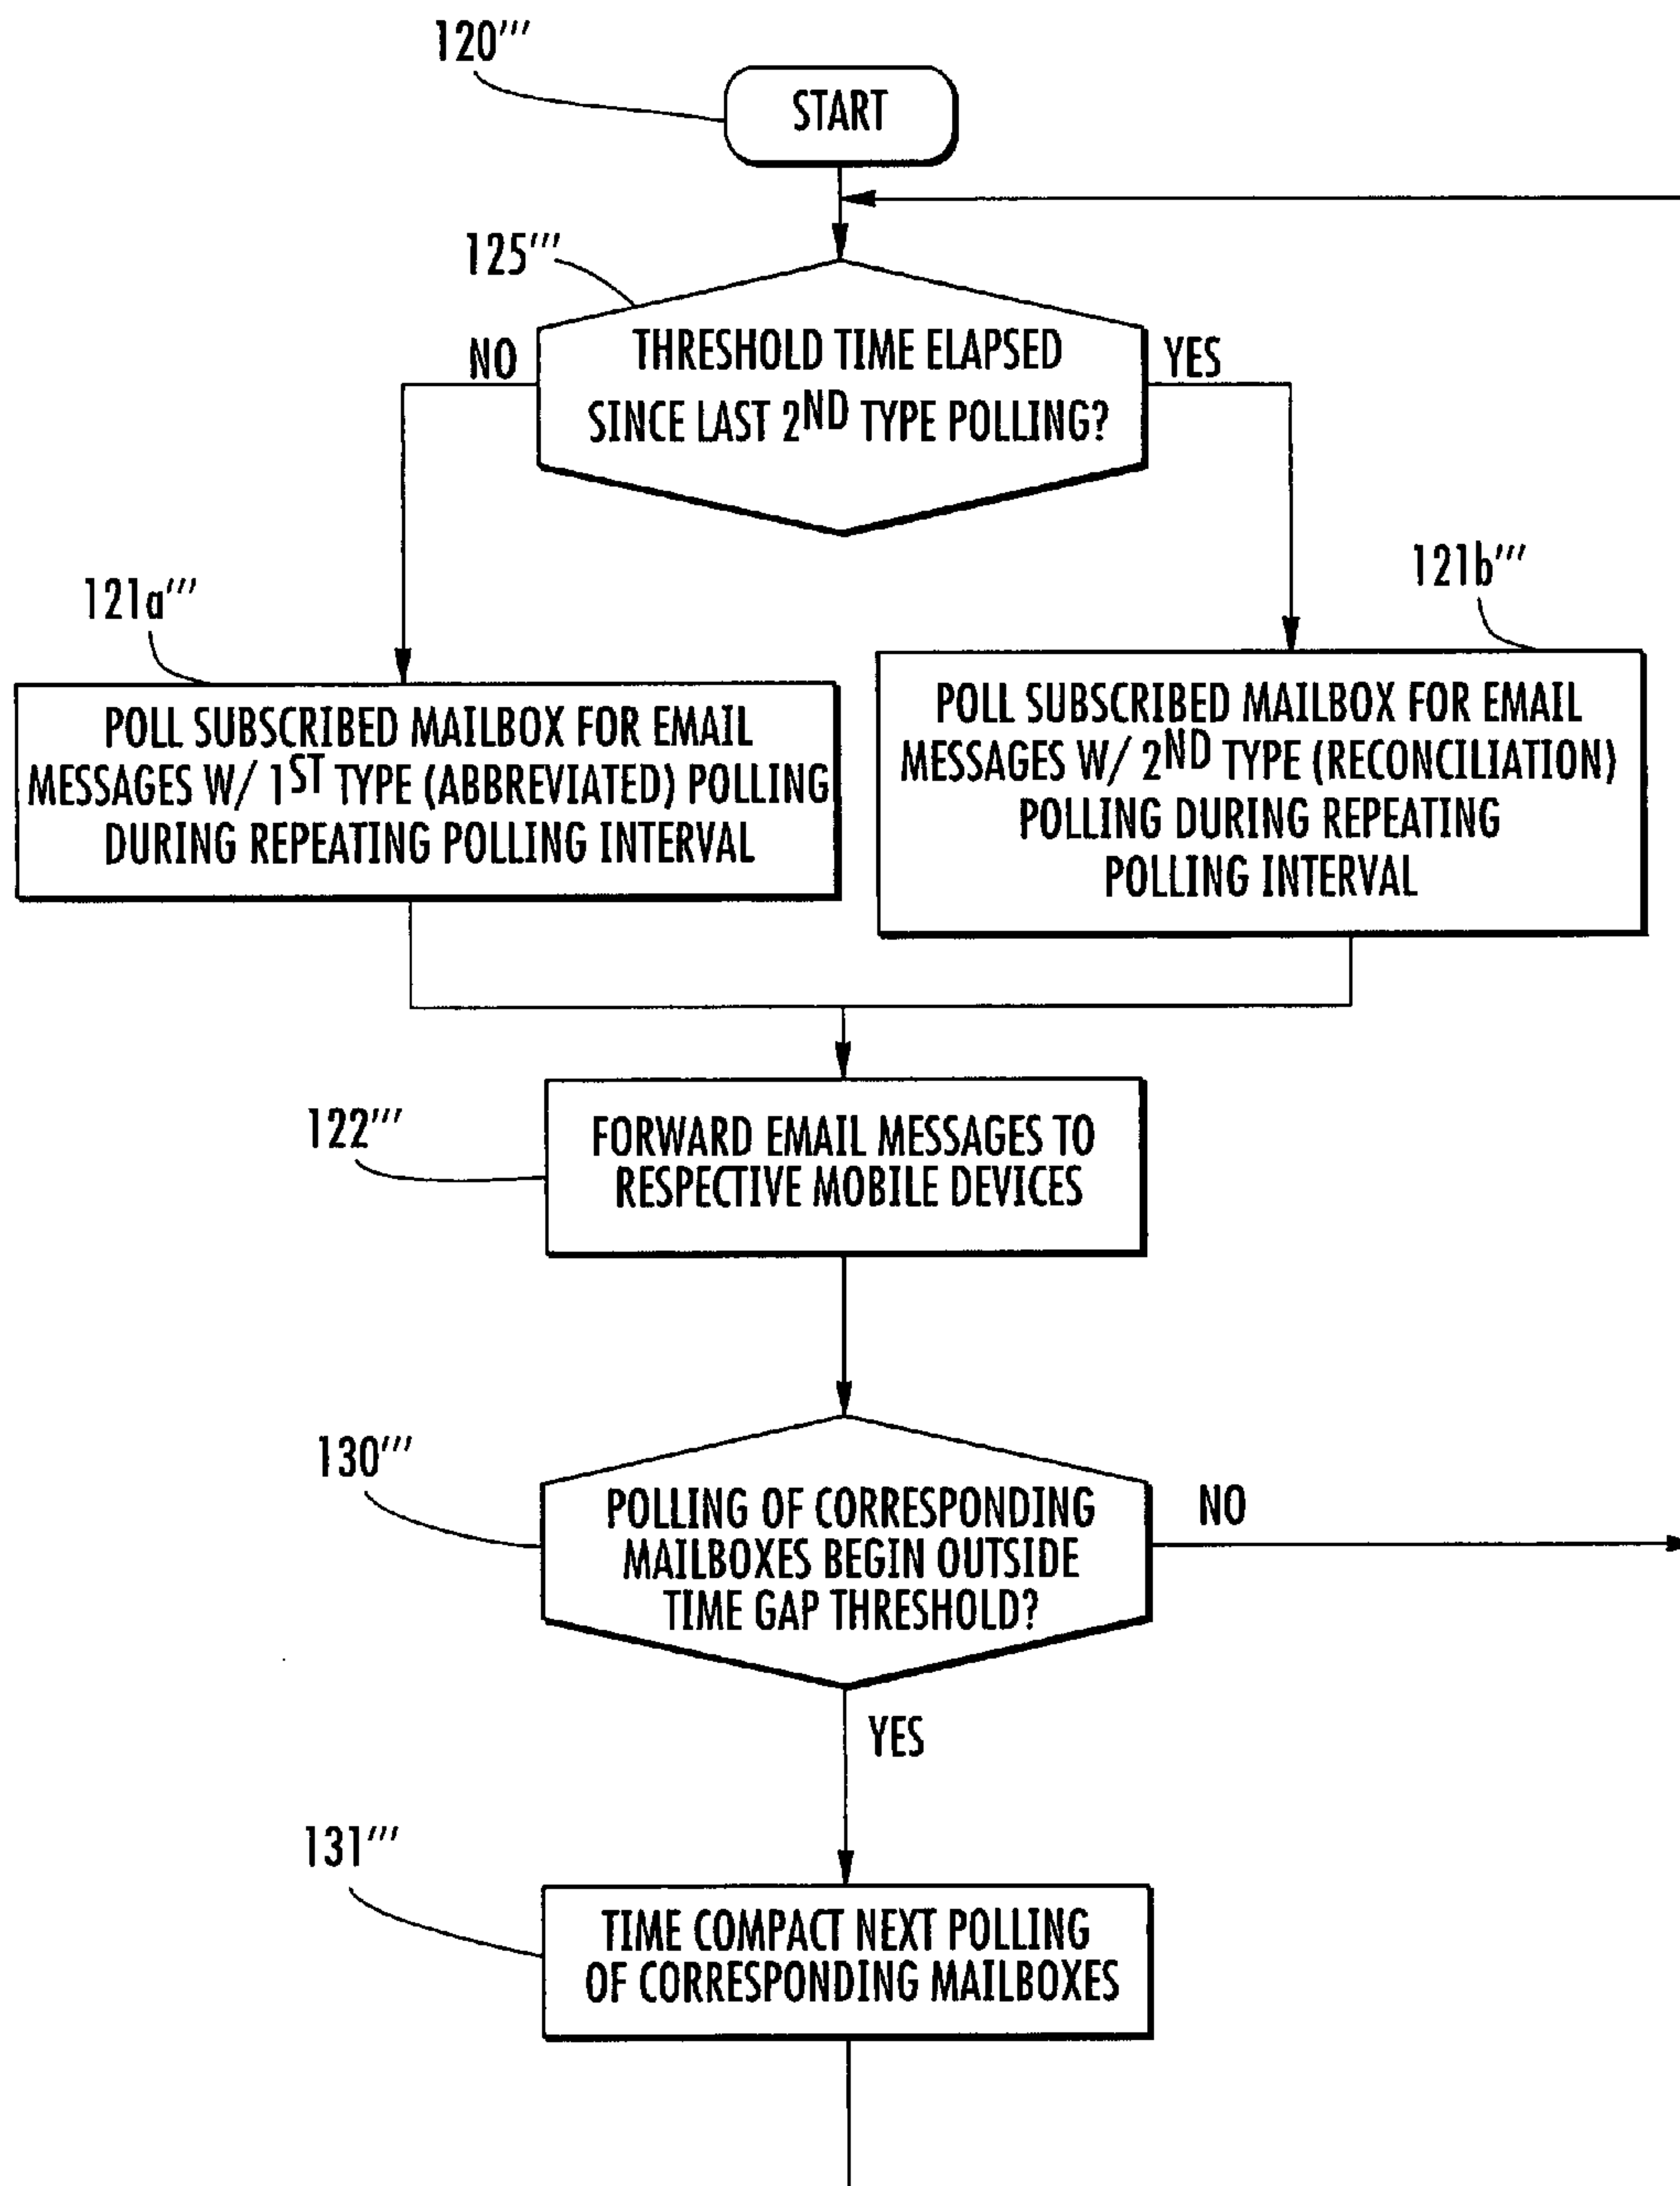 120'''
START
125'''
NO
THRESHOLD TIME ELAPSED
SINCE LAST 2ND TYPE POLLING?
YES
121a'''
121b'''
POLL SUBSCRIBED MAILBOX FOR EMAIL
MESSAGES W/ 1ST TYPE (ABBREVIATED) POLLING
DURING REPEATING POLLING INTERVAL
POLL SUBSCRIBED MAILBOX FOR EMAIL
MESSAGES W/ 2ND TYPE (RECONCILIATION)
POLLING DURING REPEATING
POLLING INTERVAL
122'''
FORWARD EMAIL MESSAGES TO
RESPECTIVE MOBILE DEVICES
130'''
POLLING OF CORRESPONDING
MAILBOXES BEGIN OUTSIDE
TIME GAP THRESHOLD?
NO
YES
131'''
TIME COMPACT NEXT POLLING
OF CORRESPONDING MAILBOXES